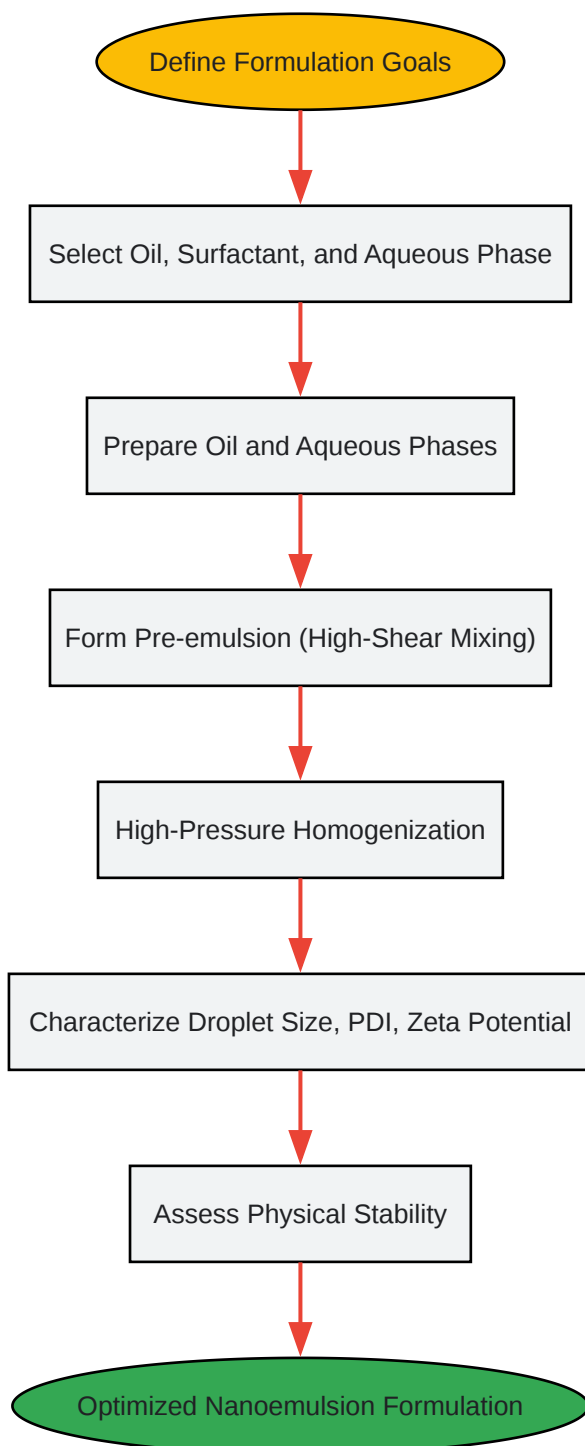 Define Formulation Goals
Select Oil, Surfactant, and Aqueous Phase
Prepare Oil and Aqueous Phases
Form Pre-emulsion (High-Shear Mixing)
High-Pressure Homogenization
Characterize Droplet Size, PDI, Zeta Potential
Assess Physical Stability
Optimized Nanoemulsion Formulation